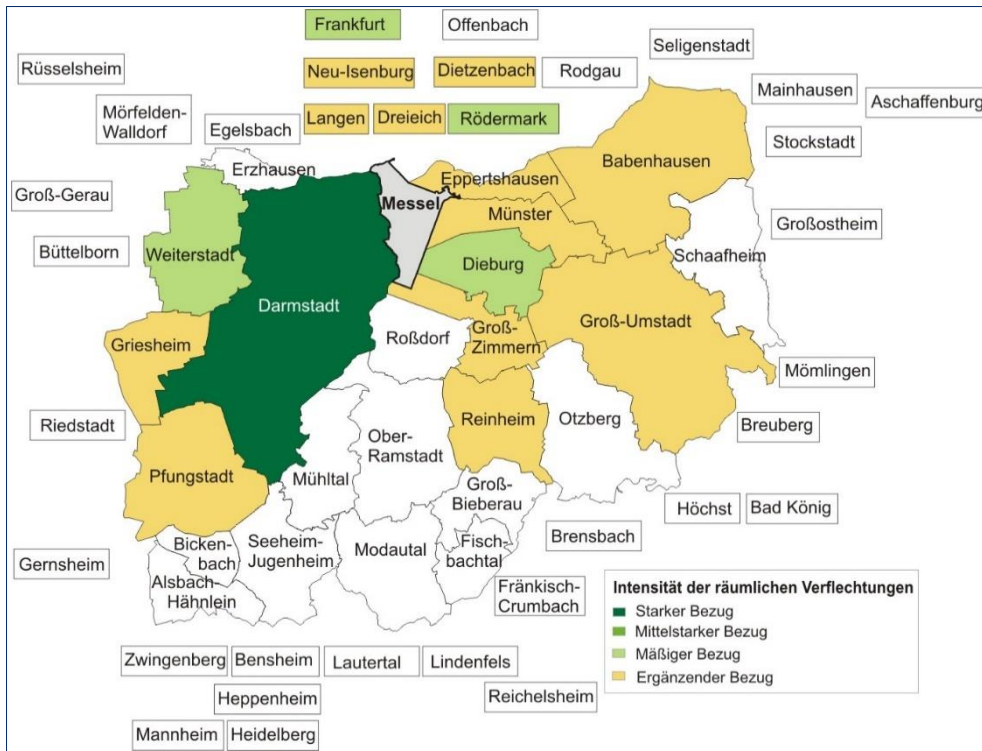 Frankfurt
Offenbach
Seligenstadt
Rüsselsheim
Neu-Isenburg
Dietzenbach
Rodgau
Mainhausen
Aschaffenburg
Mörfelden-
Walldorf
Egelsbach
Langen
Dreieich
Rödermark
Stockstadt
Erzhausen
Eppertshausen
Babenhausen
Groß-Gerau
Messel
Münster
Großostheim
Büttelborn
Weiterstadt
Dieburg
Schaafheim
Darmstadt
Groß-Umstadt
Griesheim
Roßdorf
Groß-
Zimmern
Mömlingen
Riedstadt
Reinheim
Otzberg
Breuberg
Ober-
Ramstadt
Pfungstadt
Mühltal
Groß-
Bieberau
Höchst
Bad König
Brensbach
Gernsheim
Bicken-
bach
Seeheim-
Jugenheim
Modautal
Fisch-
bachtal
Alsbach-
Hähnlein
Fränkisch-
Crumbach
Intensität der räumlichen Verflechtungen
Starker Bezug
Mittelstarker Bezug
Mäßiger Bezug
Ergänzender Bezug
Zwingenberg
Bensheim
Lautertal
Lindenfels
Heppenheim
Reichelsheim
Mannheim
Heidelberg